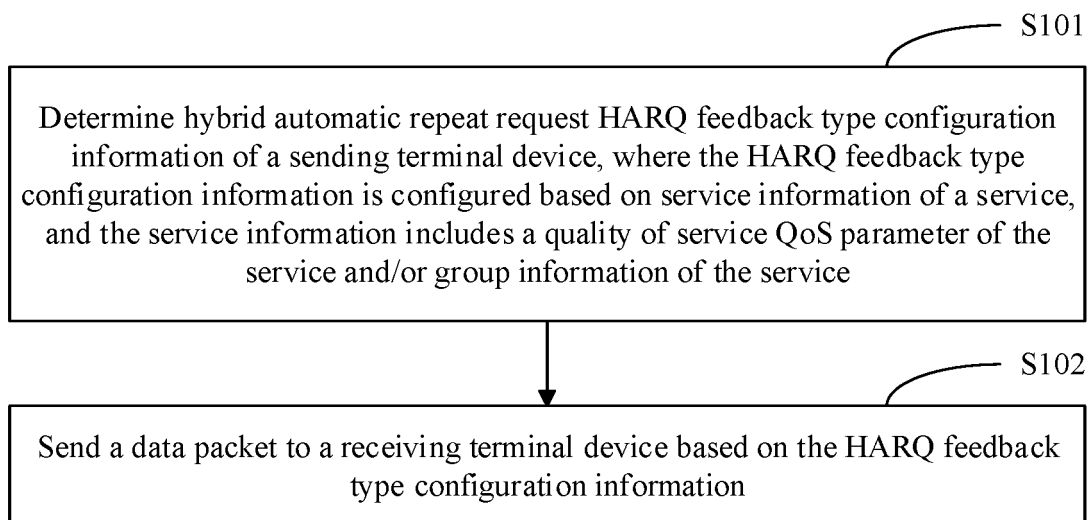 S101
Determine hybrid automatic repeat request HARQ feedback type configuration
information of a sending terminal device, where the HARQ feedback type
configuration information is configured based on service information of a service,
and the service information includes a quality of service QoS parameter of the
service and/or group information of the service
S102
Send a data packet to a receiving terminal device based on the HARQ feedback
type configuration information